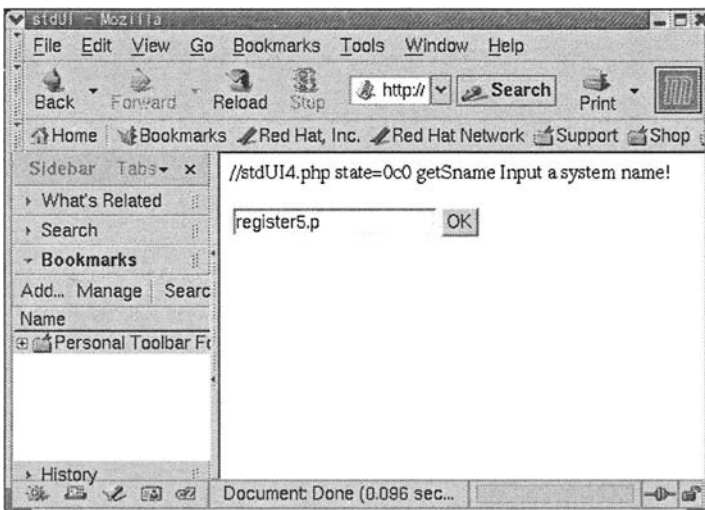 stdUI - Mozilla
File Edit View Go Bookmarks Tools Window Help
Back Forward Reload Stop http:// Search Print
Home Bookmarks Red Hat, Inc. Red Hat Network Support Shop
Sidebar Tabs
What's Related
Search
Bookmarks
Add... Manage Searc
Name
Personal Toolbar Fo
History
//stdUI4.php state=0c0 getSname Input a system name!
register5.p OK
Document: Done (0.096 sec...